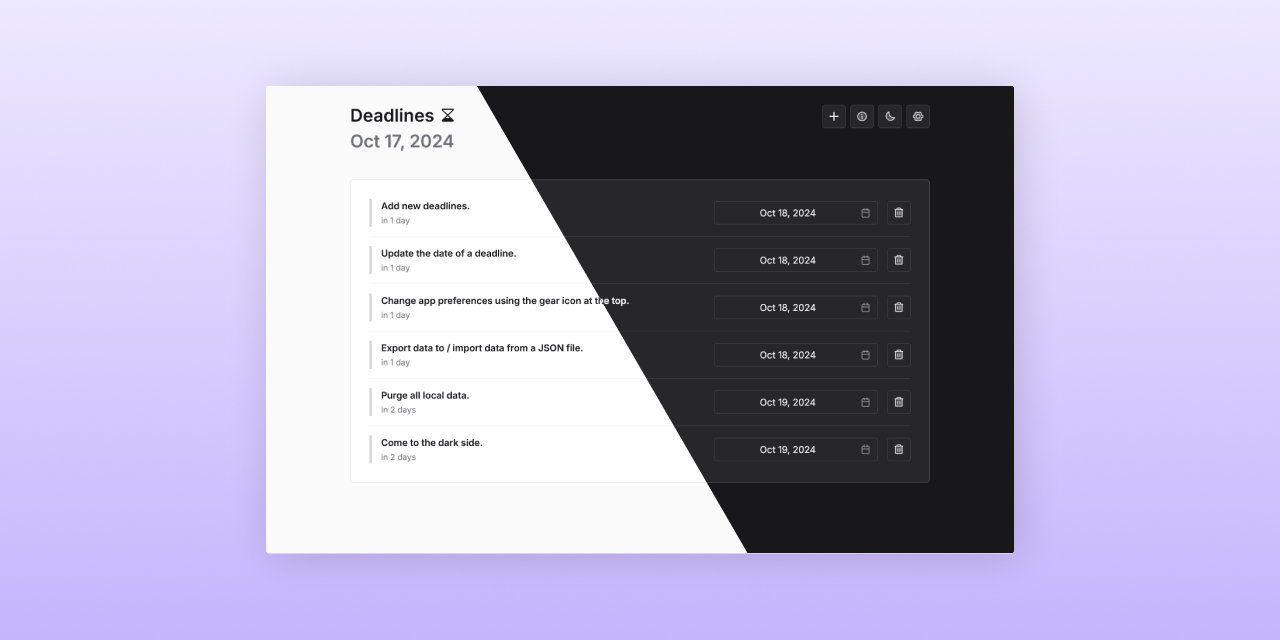 Deadlines
Oct 17, 2024
Add new deadlines.
in 1 day
Oct 18, 2024
Update the date of a deadline.
in 1 day
Oct 18, 2024
Change app preferences using the gear icon at the top.
in 1 day
Oct 18, 2024
Export data to / import data from a JSON file.
in 1 day
Oct 18, 2024
Purge all local data.
in 2 days
Oct 19, 2024
Come to the dark side.
in 2 days
Oct 19, 2024